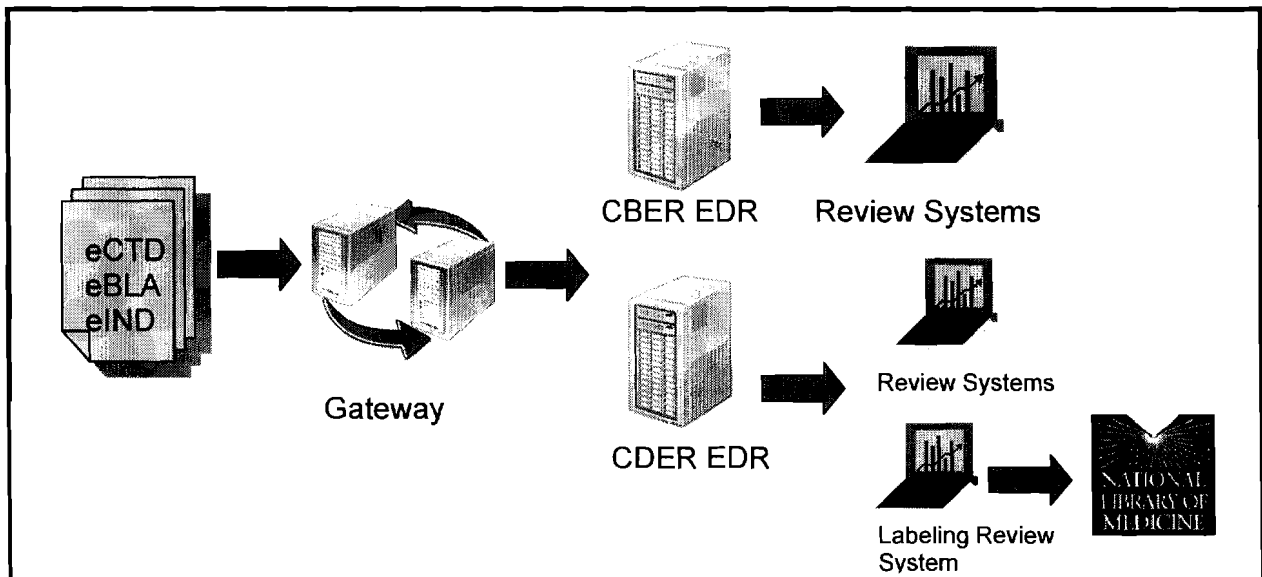 eCTD
eBLA
eIND
Gateway
CBER EDR
Review Systems
CDER EDR
Review Systems
Labeling Review
System
NATIONAL
LIBRARY OF
MEDICINE